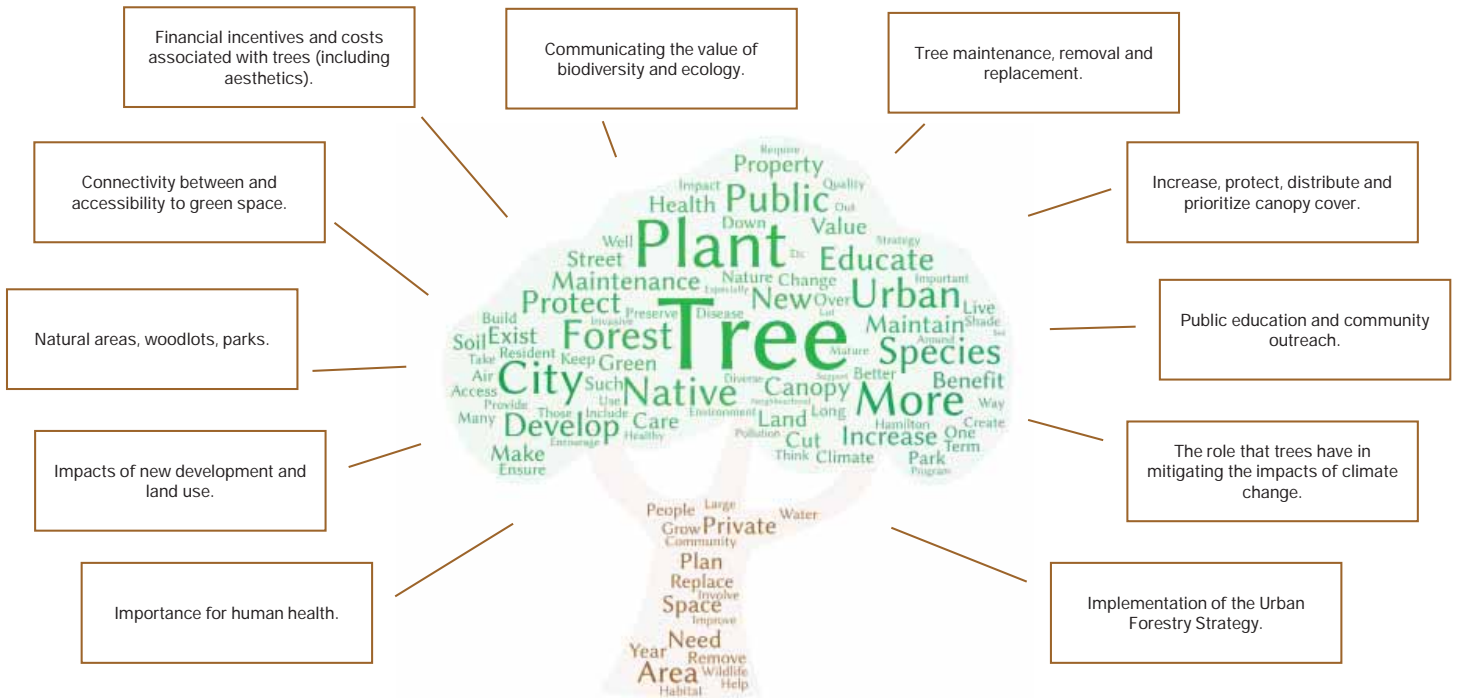 Financial incentives and costs
associated with trees (including
aesthetics).
Communicating the value of
biodiversity and ecology.
Tree maintenance, removal and
replacement.
Connectivity between and
accessibility to green space.
Increase, protect, distribute and
prioritize canopy cover.
Natural areas, woodlots, parks.
Public education and community
outreach.
Impacts of new development and
land use.
The role that trees have in
mitigating the impacts of climate
change.
Importance for human health.
Implementation of the Urban
Forestry Strategy.
Require
Property
Impact
Quality
Health
Public
Out
Down
Value
Well
Plant
Strategy
Street
Etc
Educate
Maintenance
Nature
Change
Important
Especially
Protect
New
Over
Urban
Live
Build
Preserve
Disease
Lot
Invasive
Soil
Exist
Forest
Tree
Maintain
Shade
Around
Take
Resident
Keep
Green
Mature
Species
Air
City
Such
Diverse
Support
Better
Access
Native
Canopy
Benefit
Use
Provide
Neighbourhood
More
Way
Many
Those
Include
Environment
Land
Long
Develop
Care
Hamilton
Create
Encourage
Healthy
Pollution
Cut
Increase
One
Make
Term
Ensure
Think
Climate
Park
Program
People
Large
Water
Grow
Private
Community
Plan
Replace
Involve
Space
Improve
Need
Year
Remove
Area
Wildlife
Help
Habitat